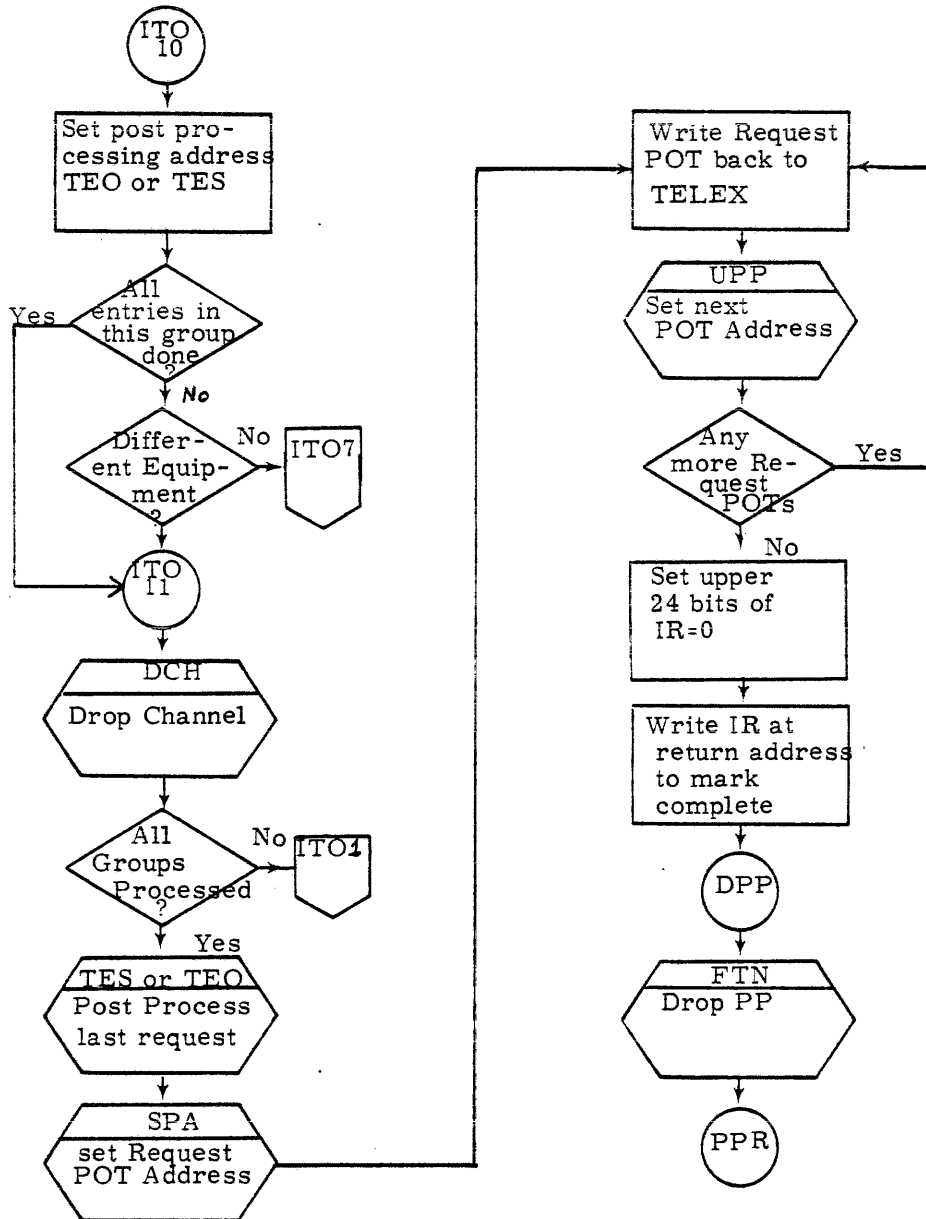 ITO
10
Set post pro-
cessing address
TEO or TES
All
entries in
this group
done
?
Yes
No
Differ-
ent Equip-
ment
?
No
ITO7
ITO
11
DCH
Drop Channel
All
Groups
Processed
?
No
ITO1
Yes
TES or TEO
Post Process
last request
SPA
set Request
POT Address
Write Request
POT back to
TELEX
UPP
Set next
POT Address
Any
more Re-
quest
POTs
Yes
No
Set upper
24 bits of
IR=0
Write IR at
return address
to mark
complete
DPP
FTN
Drop PP
PPR